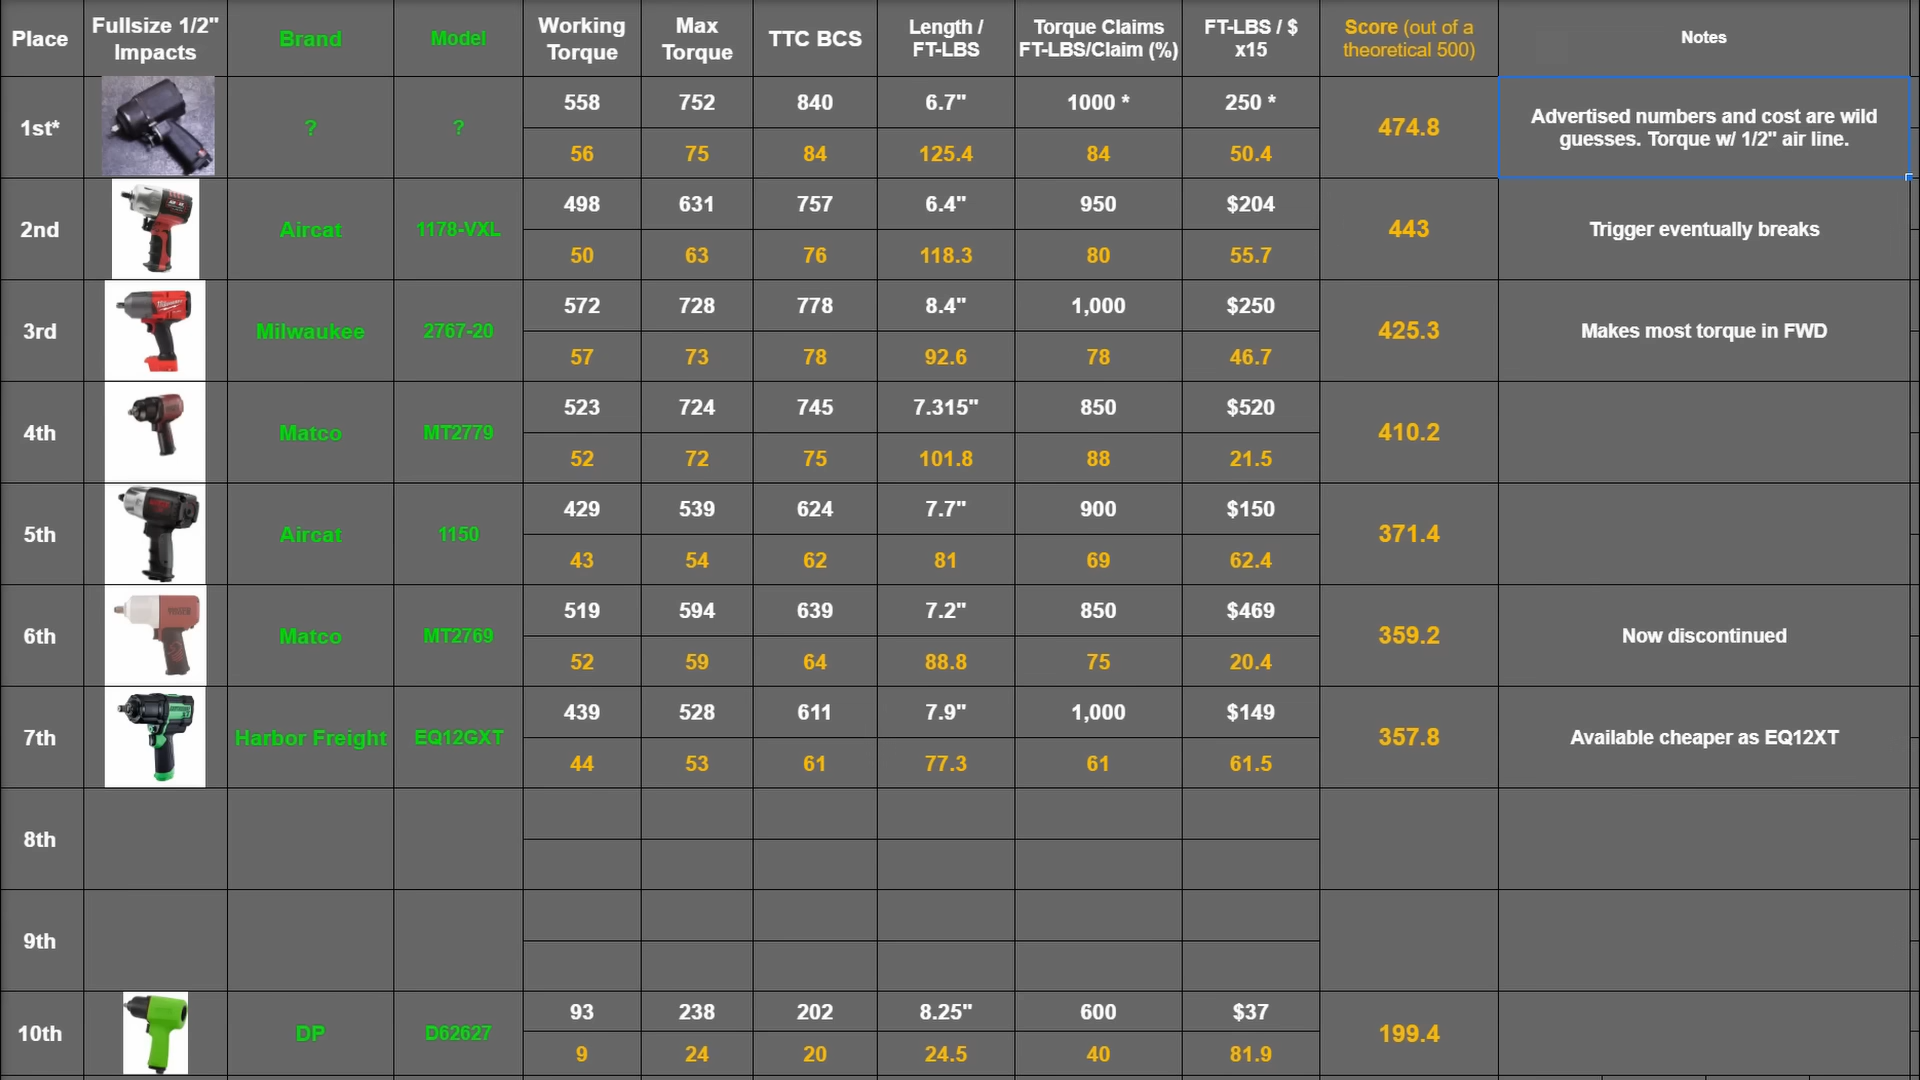 Place
Fullsize 1/2"
Impacts
Brand
Model
Working
Torque
Max
Torque
TTC BCS
Length /
FT-LBS
Torque Claims
FT-LBS/Claim (%)
FT-LBS / $
x15
Score (out of a
theoretical 500)
Notes
1st*
?
?
558
752
840
6.7"
1000 *
250 *
56
75
84
125.4
84
50.4
474.8
Advertised numbers and cost are wild
guesses. Torque w/ 1/2" air line.
2nd
Aircat
1178-VXL
498
631
757
6.4"
950
$204
50
63
76
118.3
80
55.7
443
Trigger eventually breaks
3rd
Milwaukee
2767-20
572
728
778
8.4"
1,000
$250
57
73
78
92.6
78
46.7
425.3
Makes most torque in FWD
4th
Matco
MT2779
523
724
745
7.315"
850
$520
52
72
75
101.8
88
21.5
410.2
5th
Aircat
1150
429
539
624
7.7"
900
$150
43
54
62
81
69
62.4
371.4
6th
Matco
MT2769
519
594
639
7.2"
850
$469
52
59
64
88.8
75
20.4
359.2
Now discontinued
7th
Harbor Freight
EQ12GXT
439
528
611
7.9"
1,000
$149
44
53
61
77.3
61
61.5
357.8
Available cheaper as EQ12XT
8th
9th
10th
DP
D62627
93
238
202
8.25"
600
$37
9
24
20
24.5
40
81.9
199.4